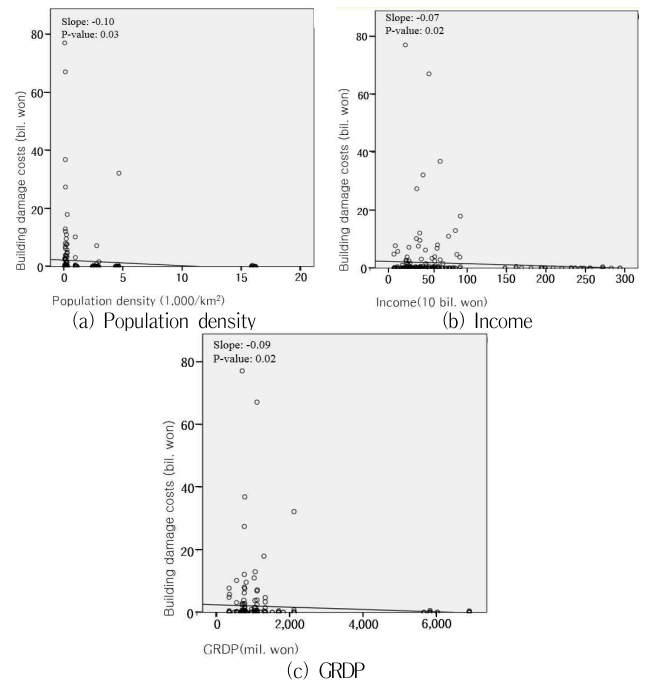 Slope: -0.10
P-value: 0.03
Building damage costs (bil. won)
80
60
40
20
0
0 5 10 15 20
Population density (1,000/km²)
(a) Population density
Slope: -0.07
P-value: 0.02
Building damage costs (bil. won)
80
60
40
20
0
0 50 100 150 200 250 300
Income(10 bil. won)
(b) Income
Slope: -0.09
P-value: 0.02
Building damage costs (bil. won)
80
60
40
20
0
0 2,000 4,000 6,000
GRDP(mil. won)
(c) GRDP